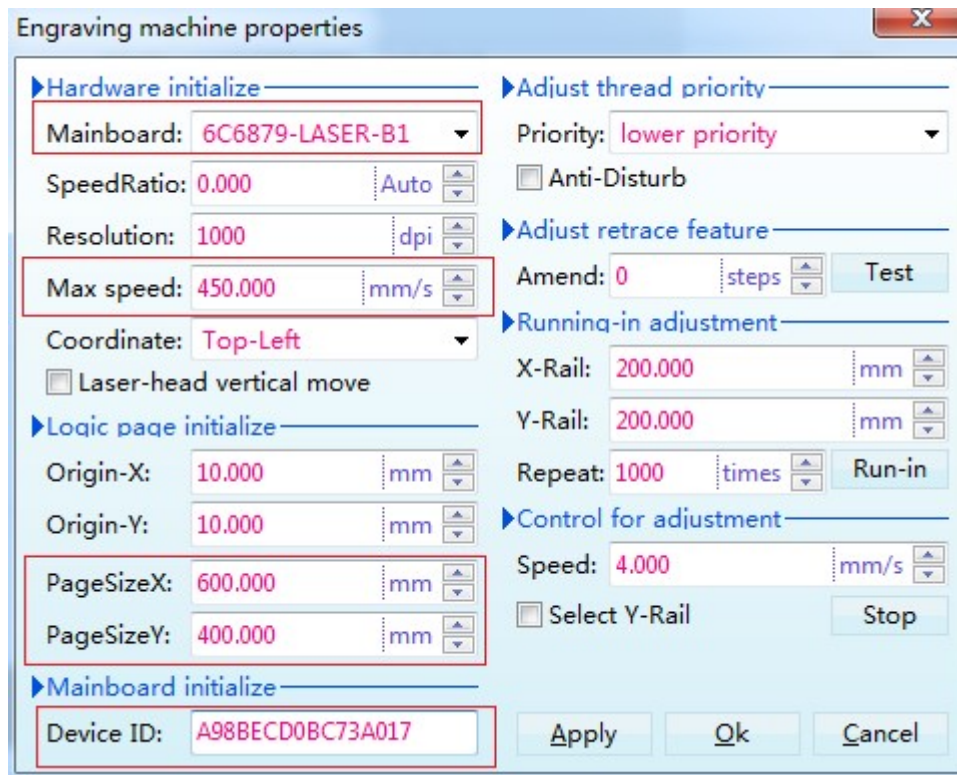 Engraving machine properties
Hardware initialize
Mainboard: 6C6879-LASER-B1
SpeedRatio: 0.000 Auto
Resolution: 1000 dpi
Max speed: 450.000 mm/s
Coordinate: Top-Left
Laser-head vertical move
Logic page initialize
Origin-X: 10.000 mm
Origin-Y: 10.000 mm
PageSizeX: 600.000 mm
PageSizeY: 400.000 mm
Mainboard initialize
Device ID: A98BECD0BC73A017
Adjust thread priority
Priority: lower priority
Anti-Disturb
Adjust retrace feature
Amend: 0 steps Test
Running-in adjustment
X-Rail: 200.000 mm
Y-Rail: 200.000 mm
Repeat: 1000 times Run-in
Control for adjustment
Speed: 4.000 mm/s
Select Y-Rail Stop
Apply Ok Cancel